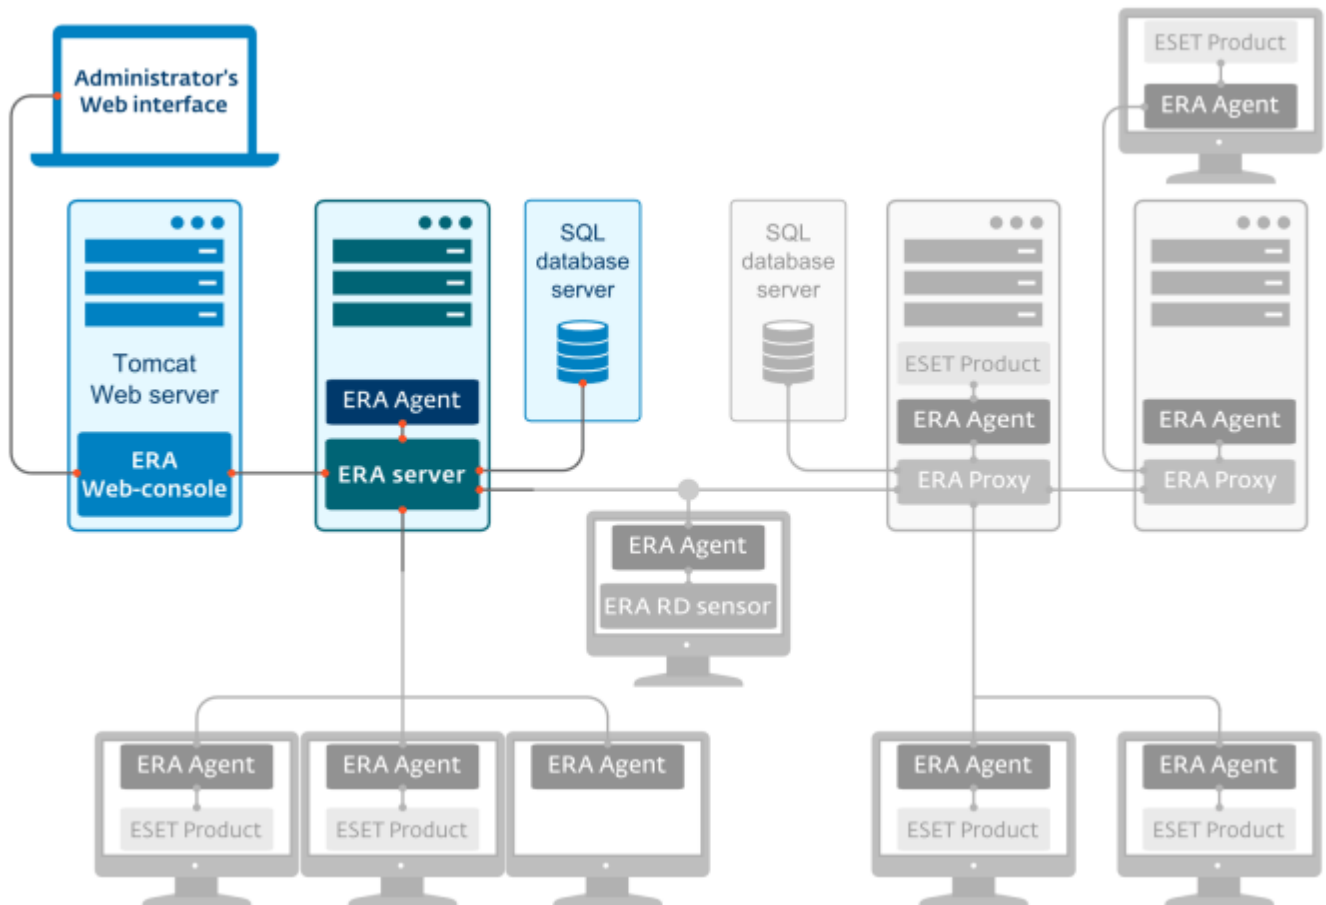 Administrator's
Web interface
ESET Product
ERA Agent
Tomcat
Web server
ERA
Web-console
ERA Agent
ERA server
SQL
database
server
SQL
database
server
ESET Product
ERA Agent
ERA Proxy
ERA Agent
ERA Proxy
ERA Agent
ERA RD sensor
ERA Agent
ESET Product
ERA Agent
ESET Product
ERA Agent
ERA Agent
ESET Product
ERA Agent
ESET Product